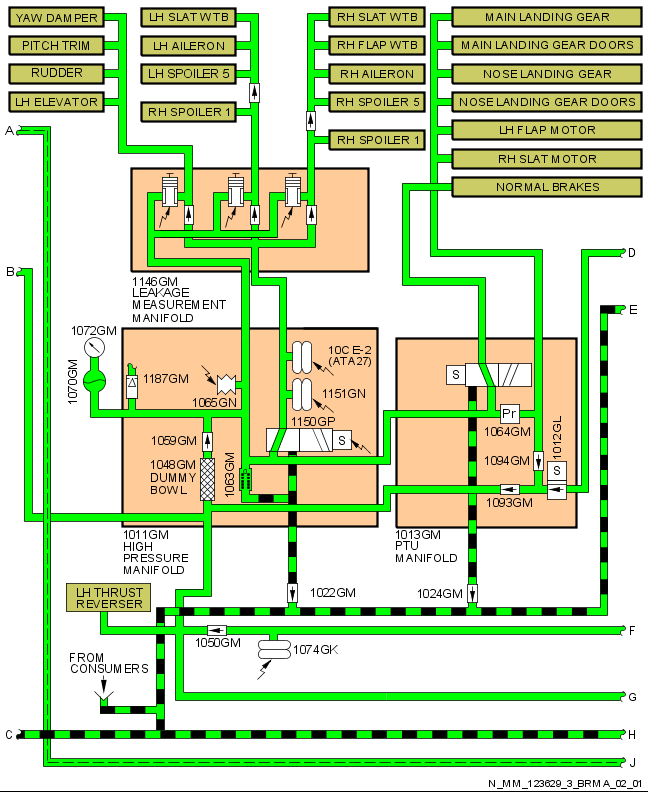 YAW DAMPER
LH SLAT WTB
RH SLAT WTB
MAIN LANDING GEAR
PITCH TRIM
LH AILERON
RH FLAP WTB
MAIN LANDING GEAR DOORS
RUDDER
LH SPOILER 5
RH AILERON
NOSE LANDING GEAR
LH ELEVATOR
LH SPOILER 1
RH SPOILER 5
NOSE LANDING GEAR DOORS
RH SPOILER 1
LH FLAP MOTOR
RH SLAT MOTOR
NORMAL BRAKES
A
B
C
D
E
F
G
H
J
1146GM
LEAKAGE
MEASUREMENT
MANIFOLD
1072GM
1070GM
1187GM
1065GN
10CE-2
(ATA27)
1151GN
1150GP
S
1059GM
1048GM
DUMMY
BOWL
1063GM
1011GM
HIGH
PRESSURE
MANIFOLD
S
Pr
1064GM
1012GL
1094GM
S
1093GM
1013GM
PTU
MANIFOLD
1022GM
1024GM
LH THRUST
REVERSER
1050GM
1074GK
FROM
CONSUMERS
N_MM_123629_3_BRMA_02_01